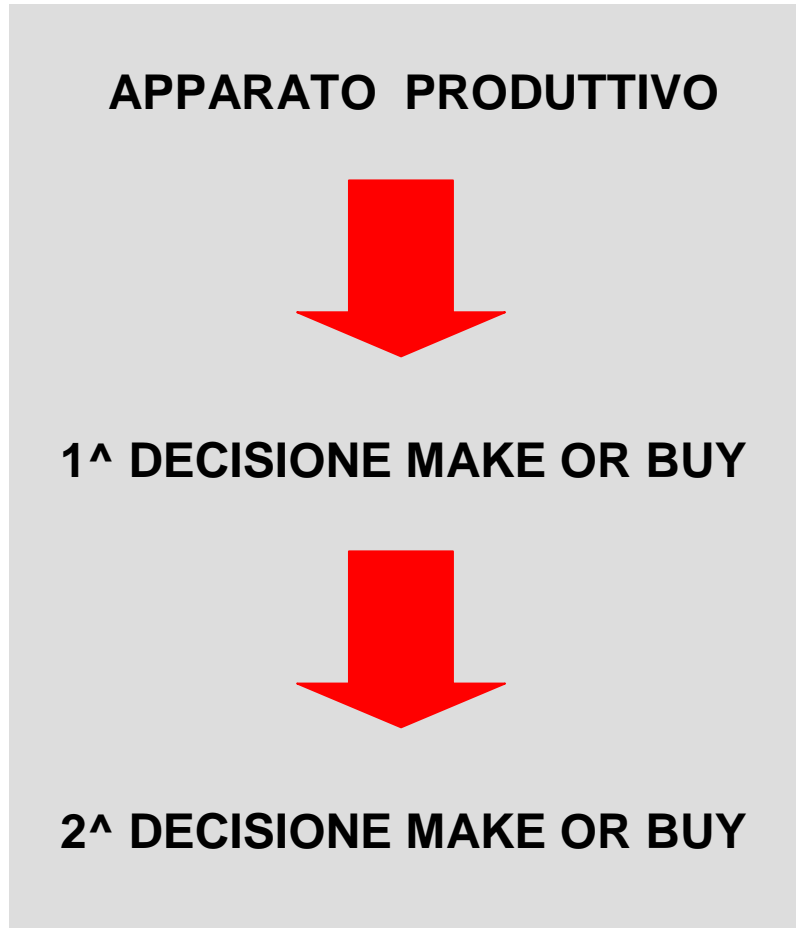 APPARATO PRODUTTIVO
1^ DECISIONE MAKE OR BUY
2^ DECISIONE MAKE OR BUY